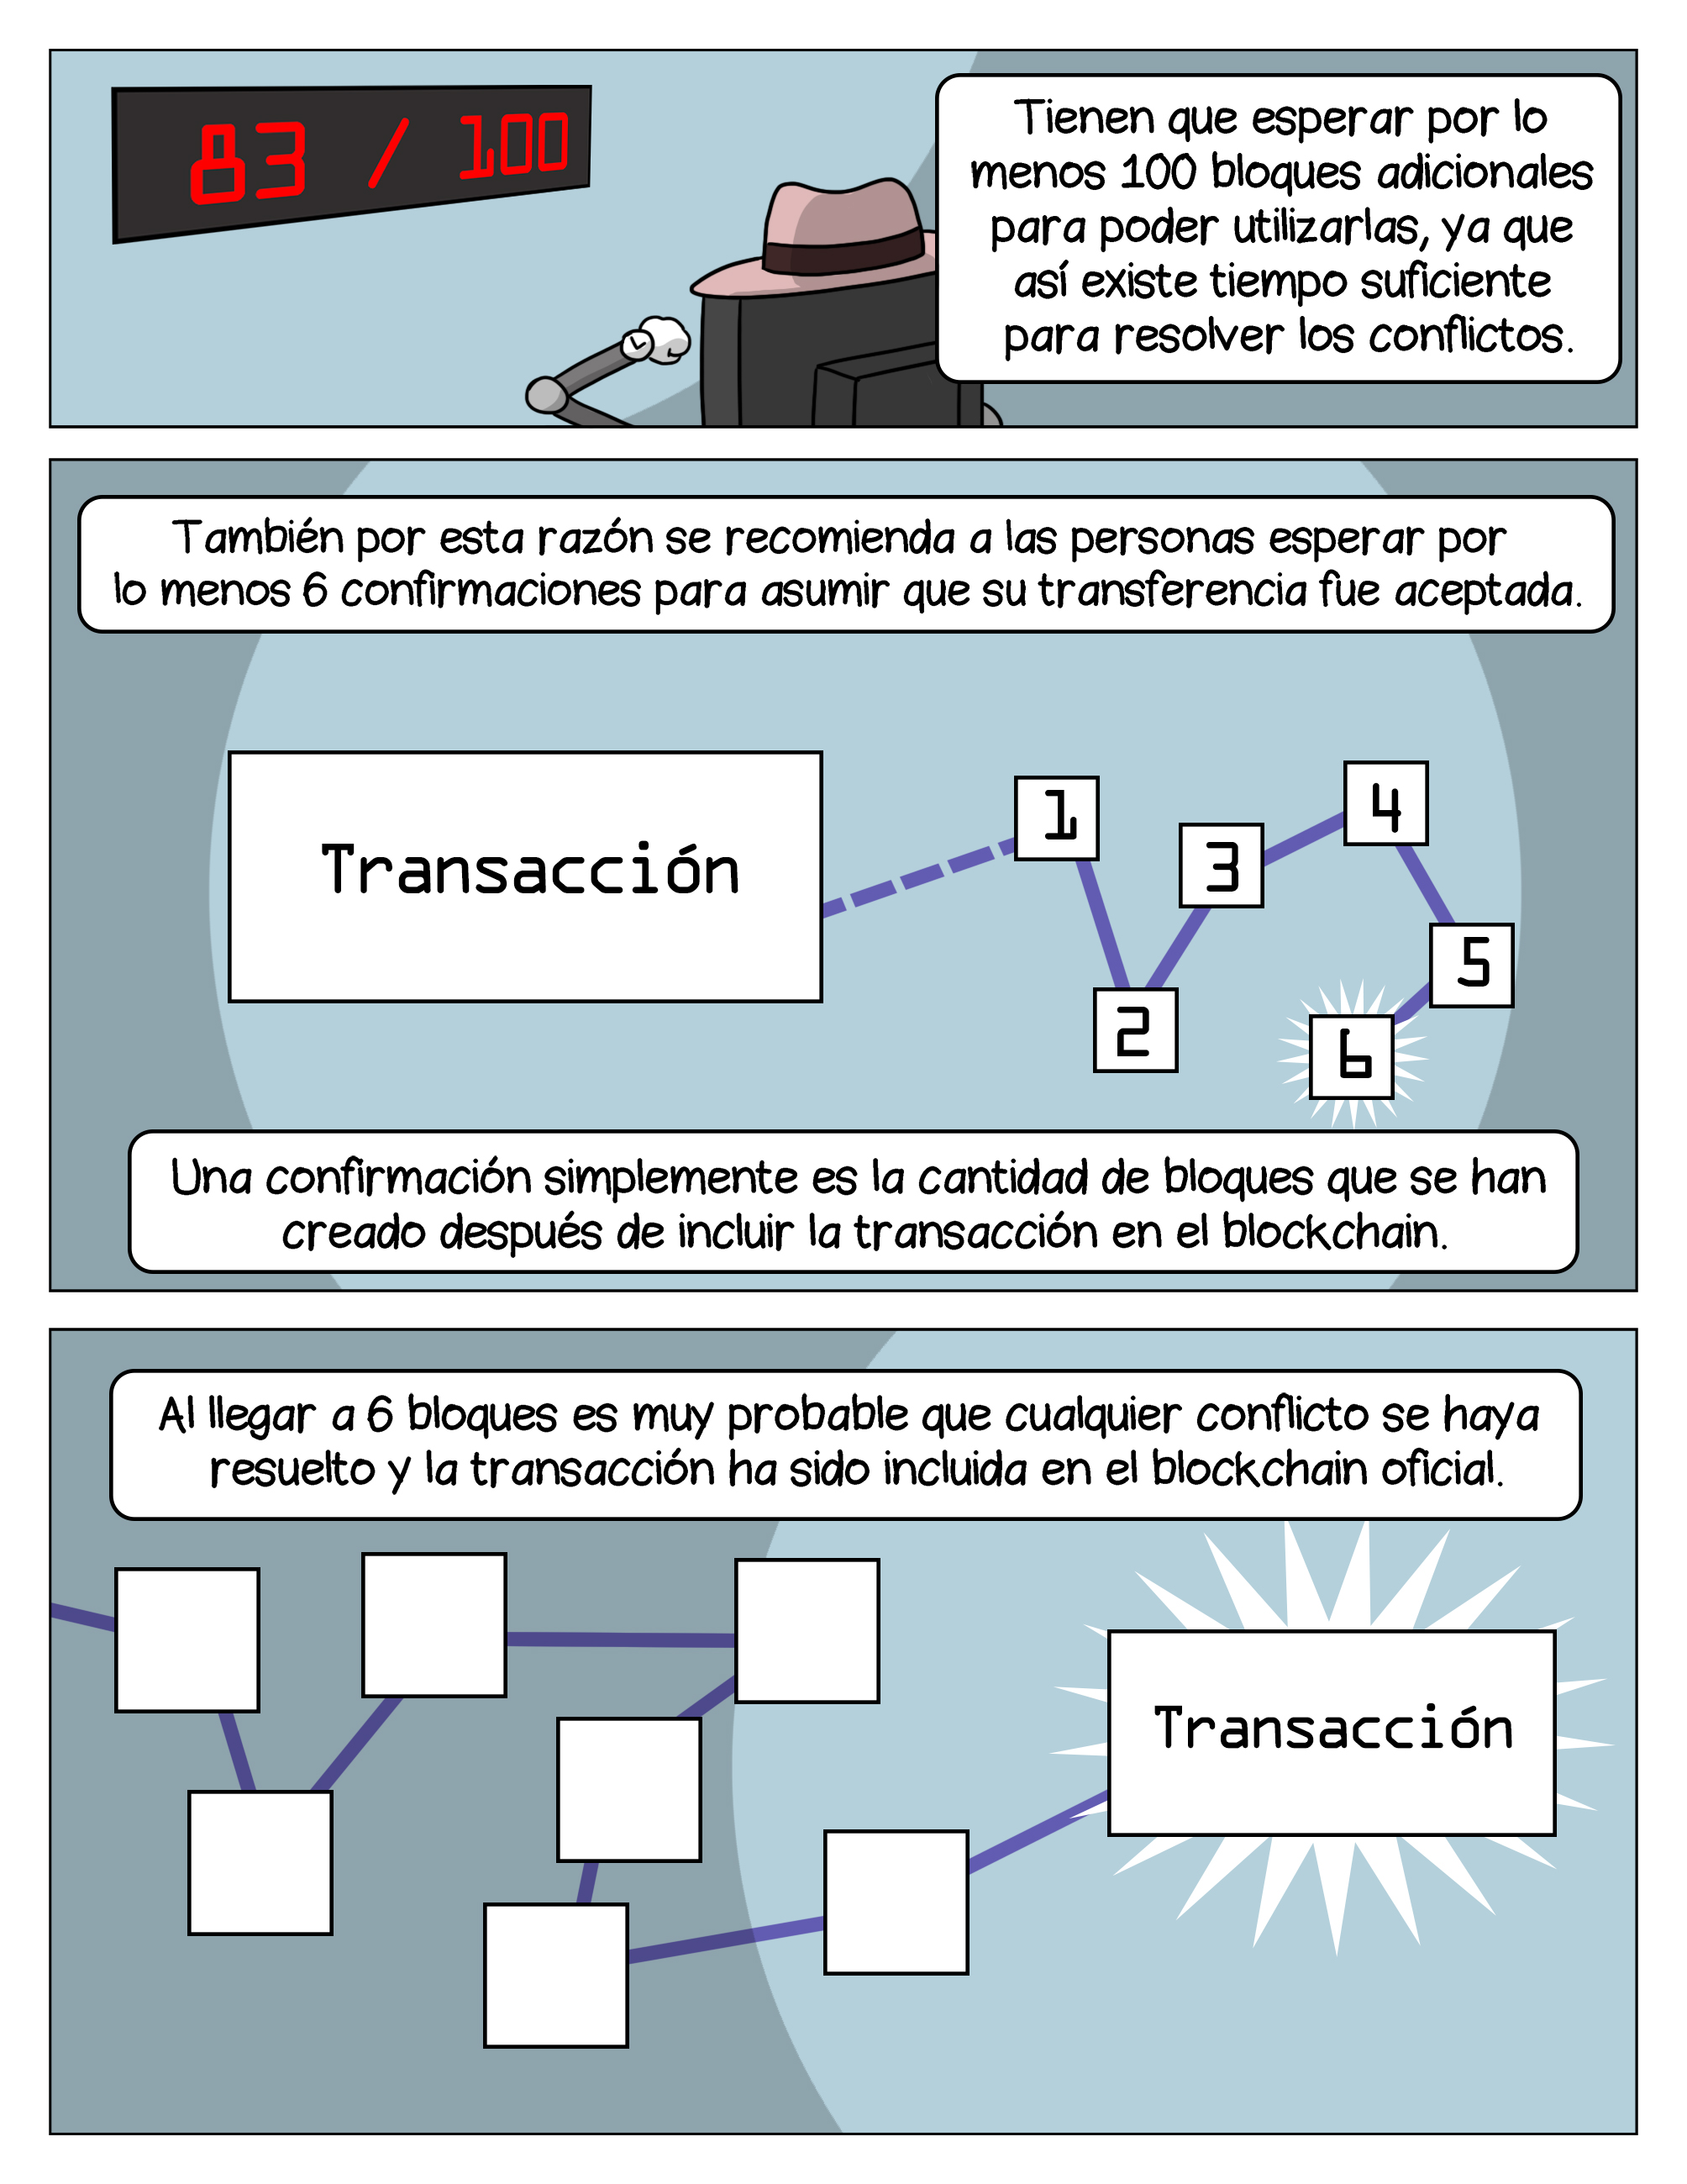 83 / 100
Tienen que esperar por lo
menos 100 bloques adicionales
para poder utilizarlas, ya que
así existe tiempo suficiente
para resolver los conflictos.
También por esta razón se recomienda a las personas esperar por
lo menos 6 confirmaciones para asumir que su transferencia fue aceptada.
Transacción
1
2
3
4
5
6
Una confirmación simplemente es la cantidad de bloques que se han
creado después de incluir la transacción en el blockchain.
Al llegar a 6 bloques es muy probable que cualquier conflicto se haya
resuelto y la transacción ha sido incluida en el blockchain oficial.
Transacción